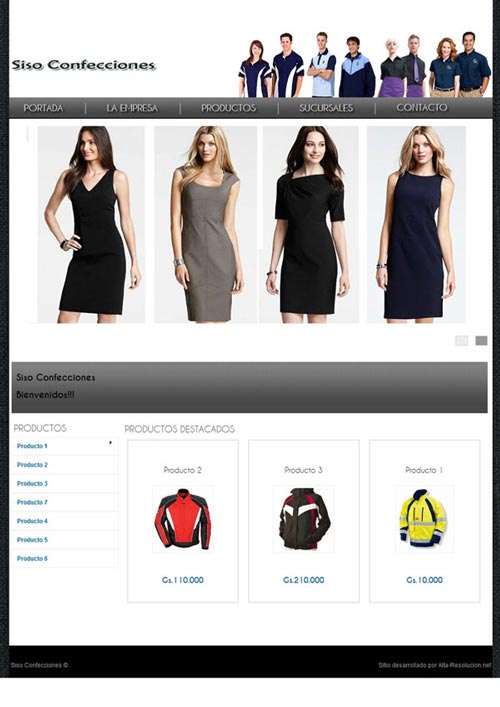 Siso Confecciones
PORTADA | LA EMPRESA | PRODUCTOS | SUCURSALES | CONTACTO
Siso Confecciones
Bienvenidos!!!
PRODUCTOS
Producto 1
Producto 2
Producto 3
Producto 7
Producto 4
Producto 5
Producto 6
PRODUCTOS DESTACADOS
Producto 2
Gs.110.000
Producto 3
Gs.210.000
Producto 1
Gs.10.000
Siso Confecciones ©
Sitio desarrollado por Alta-Resolucion.net